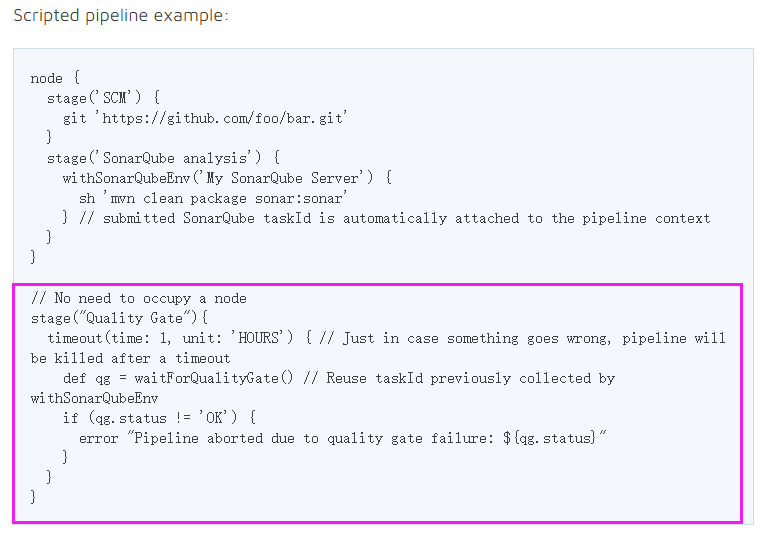 Scripted pipeline example:
node {
  stage('SCM') {
    git 'https://github.com/foo/bar.git'
  }
  stage('SonarQube analysis') {
    withSonarQubeEnv('My SonarQube Server') {
      sh 'mvn clean package sonar:sonar'
    } // submitted SonarQube taskId is automatically attached to the pipeline context
  }
}
// No need to occupy a node
stage("Quality Gate"){
  timeout(time: 1, unit: 'HOURS') { // Just in case something goes wrong, pipeline will
be killed after a timeout
    def qg = waitForQualityGate() // Reuse taskId previously collected by
withSonarQubeEnv
    if (qg.status != 'OK') {
      error "Pipeline aborted due to quality gate failure: ${qg.status}"
    }
  }
}